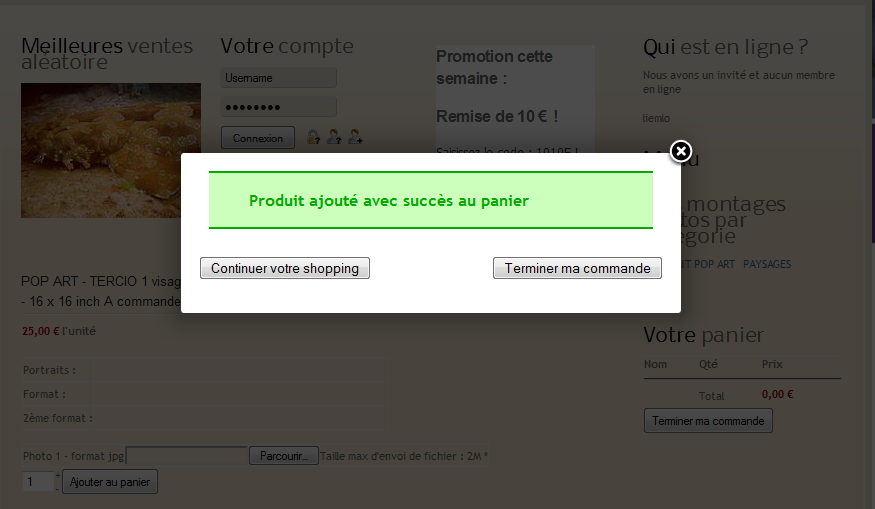 Meilleures ventes
aléatoire
Votre compte
Username
Connexion
Promotion cette
semaine :
Remise de 10 € !
Qui est en ligne ?
Nous avons un invité et aucun membre
en ligne
Produit ajouté avec succès au panier
Continuer votre shopping
Terminer ma commande
montages
PAYSAGES
POP ART - TERCIO 1 visag
- 16 x 16 inch A commande
25,00 € l'unité
Portraits :
Format :
2ème format :
Photo 1 - format jpg Parcourir... Taille max d'envoi de fichier : 2M *
1 + - Ajouter au panier
Votre panier
Nom Qté Prix
Total 0,00 €
Terminer ma commande